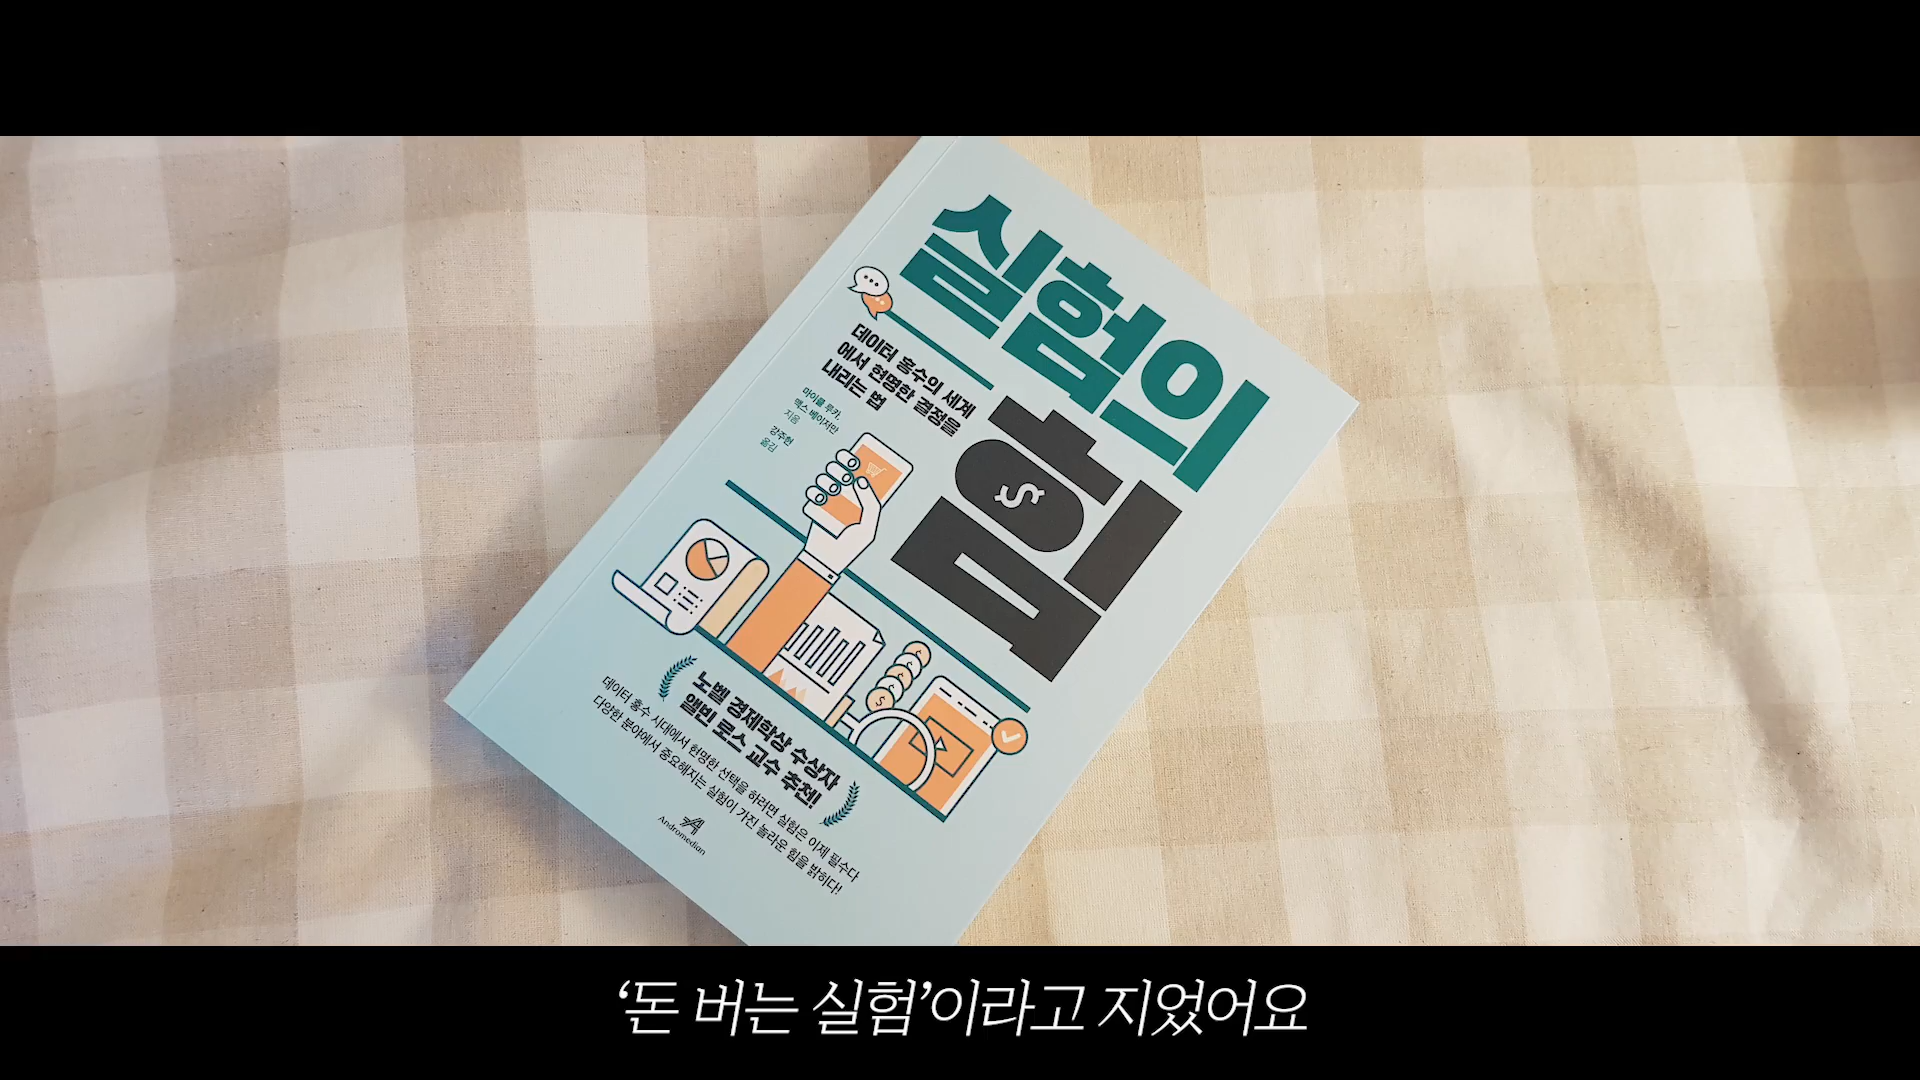 실험의
힘
데이터 홍수의 세계
에서 현명한 결정을
내리는 법
마이클 루카,
맥스 베이저만
지음
강주헌
옮김
노벨 경제학상 수상자
앨빈 로스 교수 추천!
데이터 홍수 시대에서 현명한 선택을 하려면 실험은 이제 필수다
다양한 분야에서 중요해지는 실험이 가진 놀라운 힘을 밝히다!
Andromedian
‘돈 버는 실험’이라고 지었어요